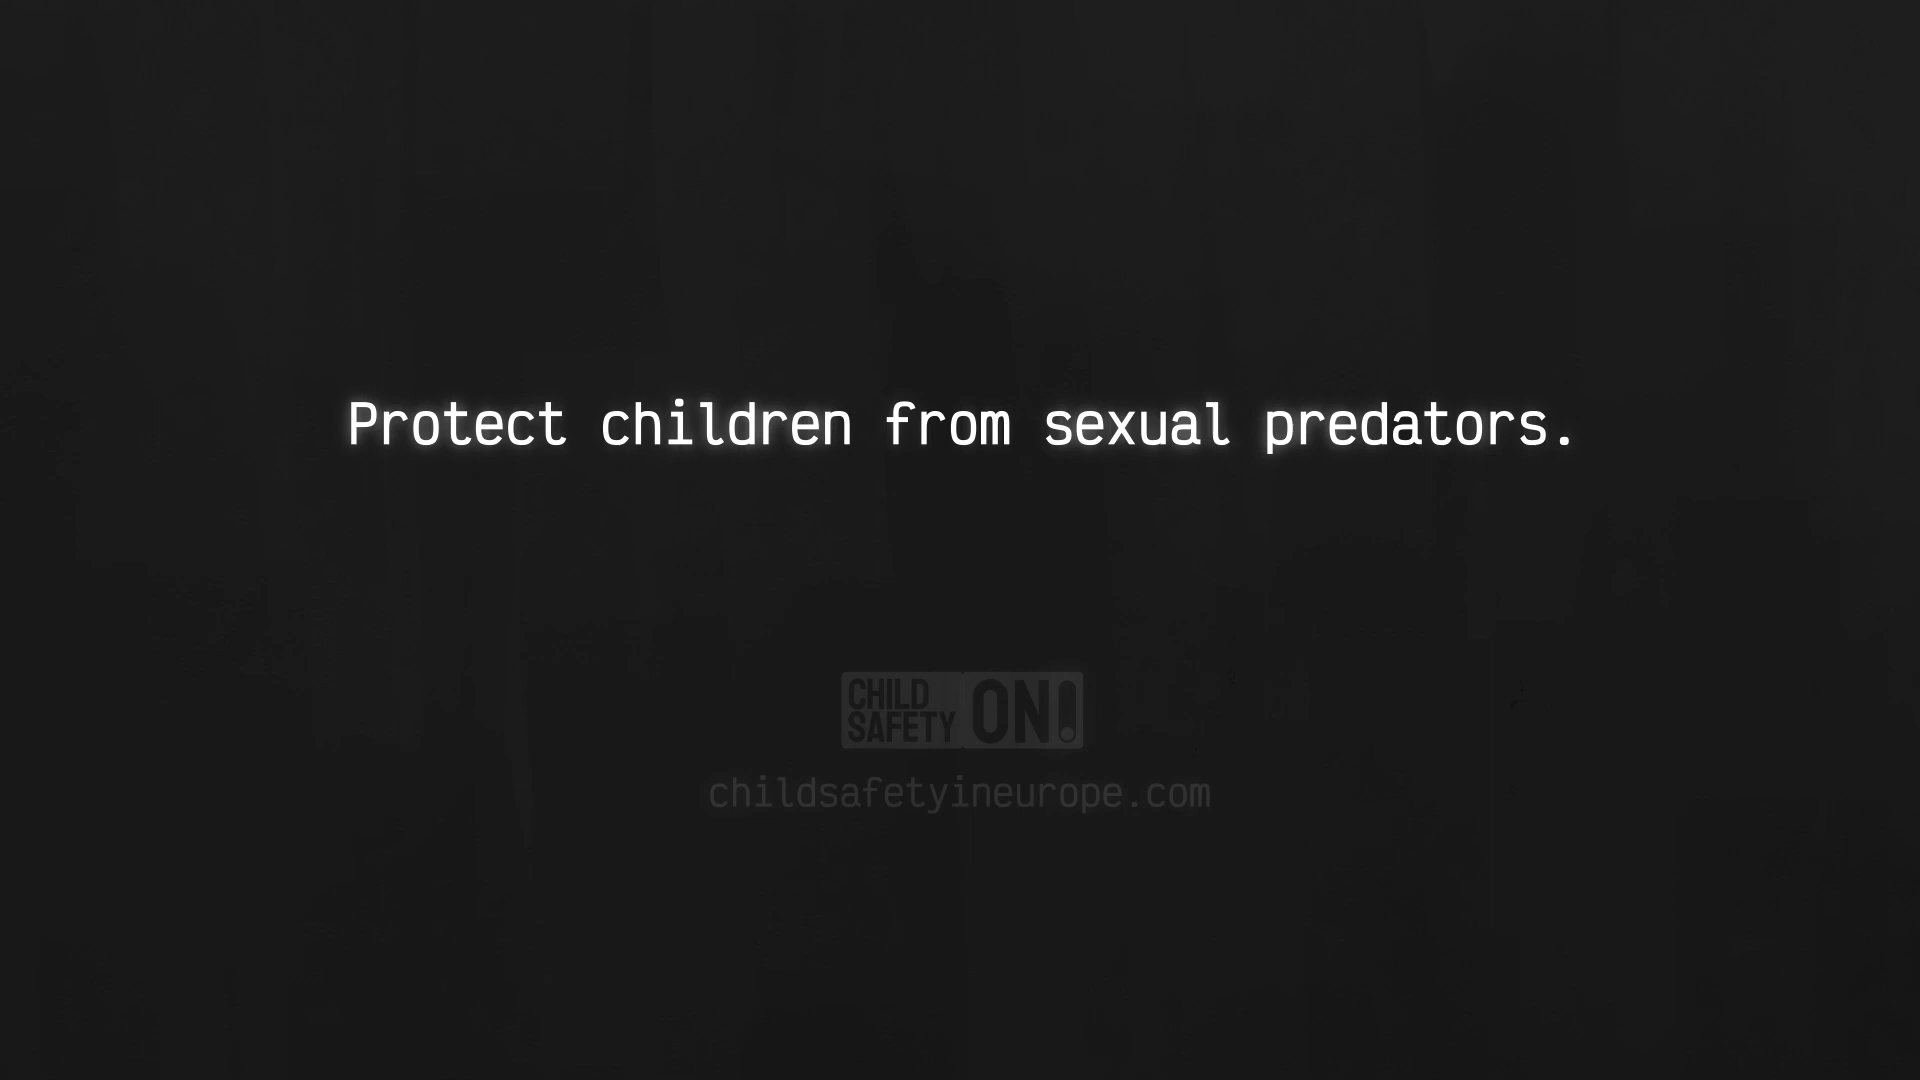 Protect children from sexual predators.
CHILD
SAFETY
ON!
childsafetyineurope.com